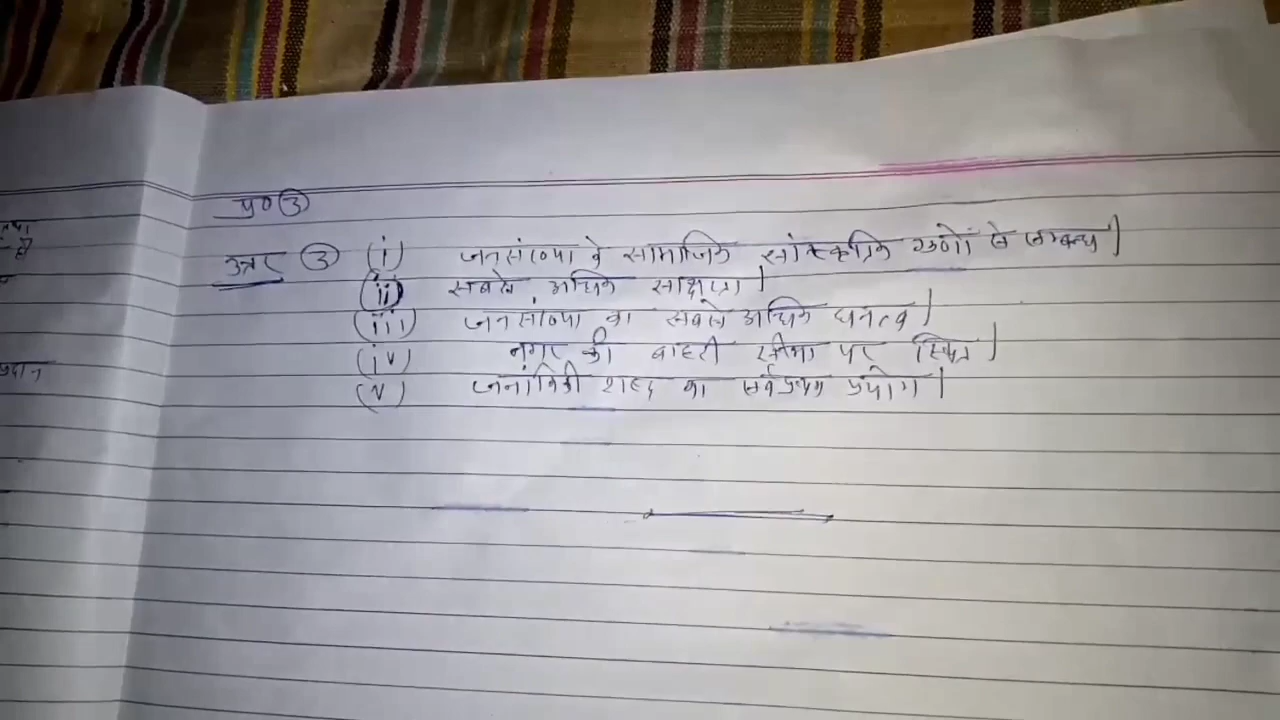 प्र० ③
उत्तर ③ (i) जनसंख्या के सामाजिक सांस्कृतिक गुणों से सम्बन्ध।
(ii) सबसे अधिक साक्षरता।
(iii) जनसंख्या का सबसे अधिक घनत्व।
(iv) नगर की बाहरी सीमा पर स्थित।
(v) जनांकिकी शब्द का सर्वप्रथम प्रयोग।